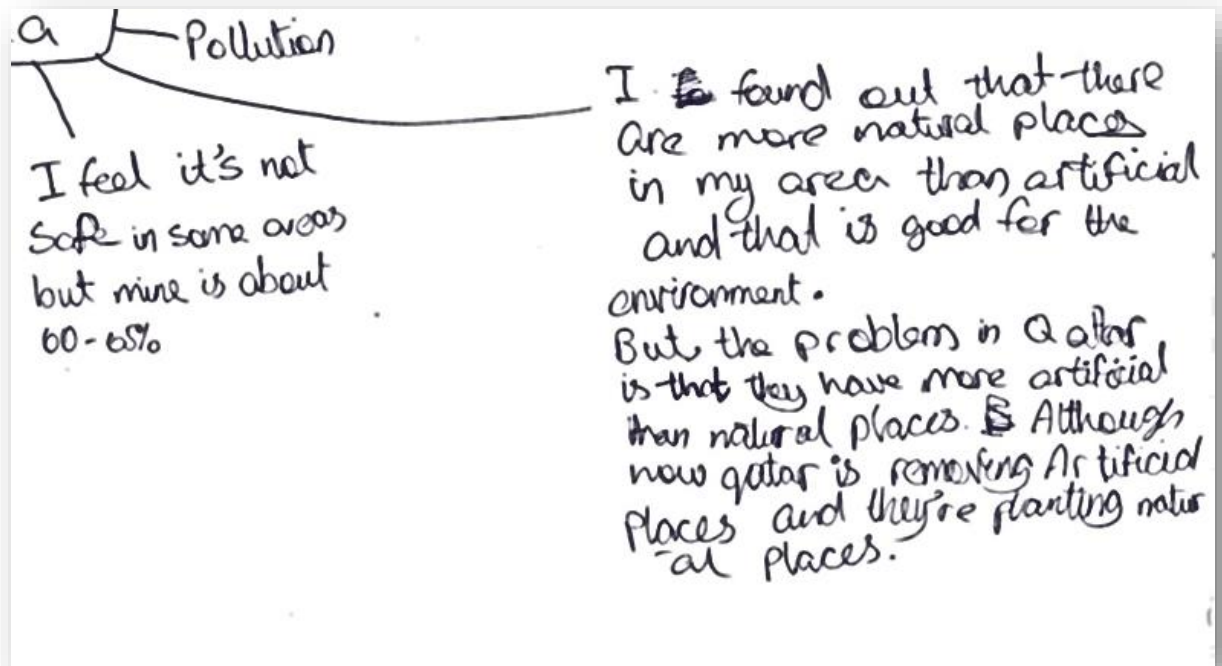 a
Pollution
I feel it's not
safe in some areas
but mine is about
60-65%
I found out that there
are more natural places
in my area than artificial
and that is good for the
environment.
But the problem in Qatar
is that they have more artificial
than natural places. Although
now qatar is removing Artificial
places and they're planting natur
-al places.